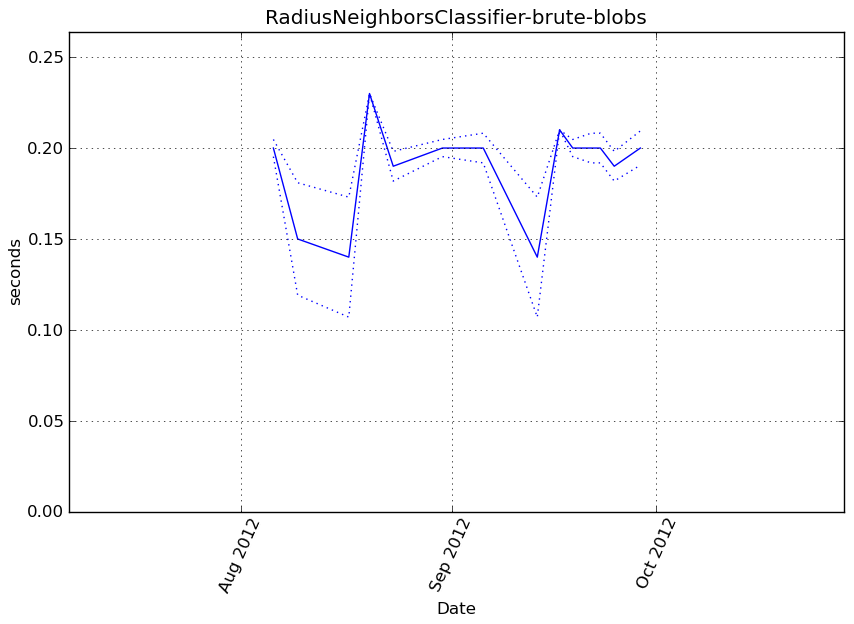 RadiusNeighborsClassifier-brute-blobs
0.25
0.20
0.15
0.10
0.05
0.00
seconds
Aug 2012
Sep 2012
Oct 2012
Date